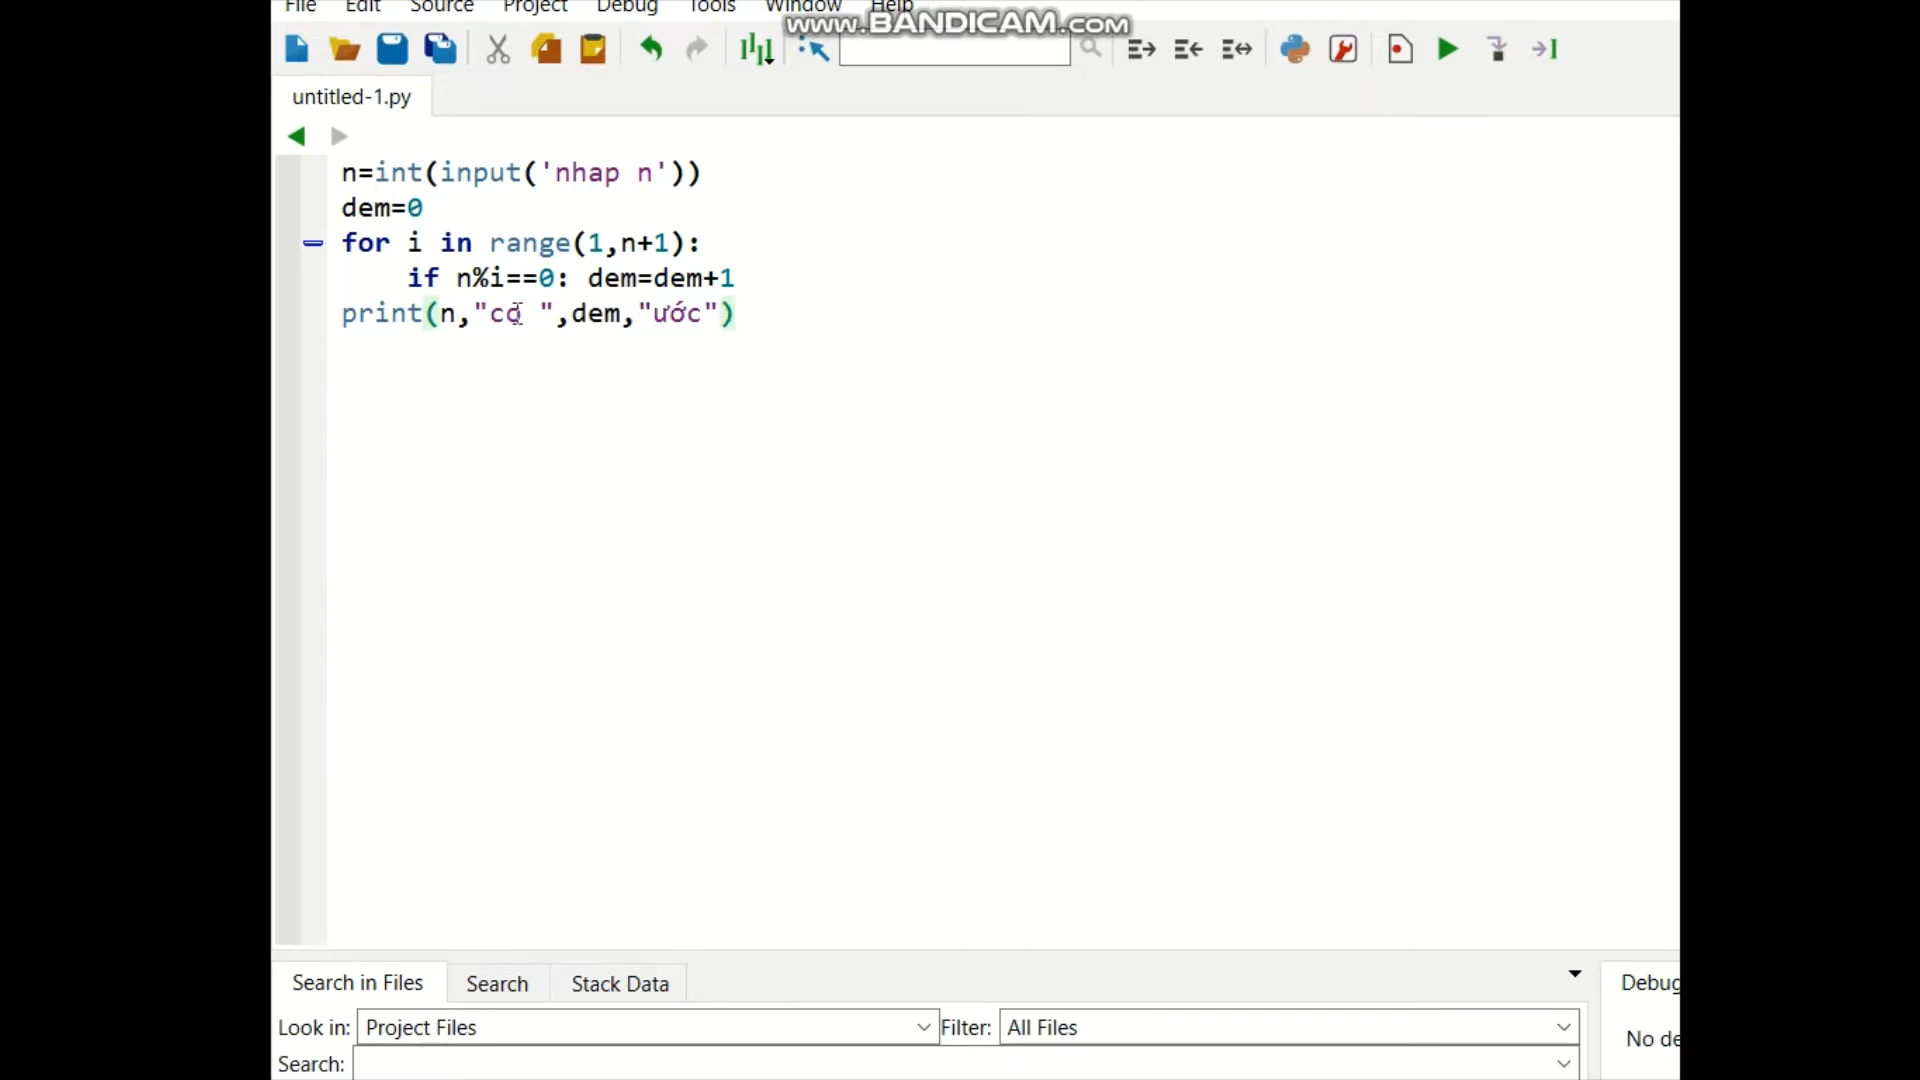 File Edit Source Project Debug Tools Window Help
www.BANDICAM.com
untitled-1.py
n=int(input('nhap n'))
dem=0
for i in range(1,n+1):
    if n%i==0: dem=dem+1
print(n,"có ",dem,"ước")
Search in Files Search Stack Data
Debug
Look in: Project Files Filter: All Files
No de
Search: